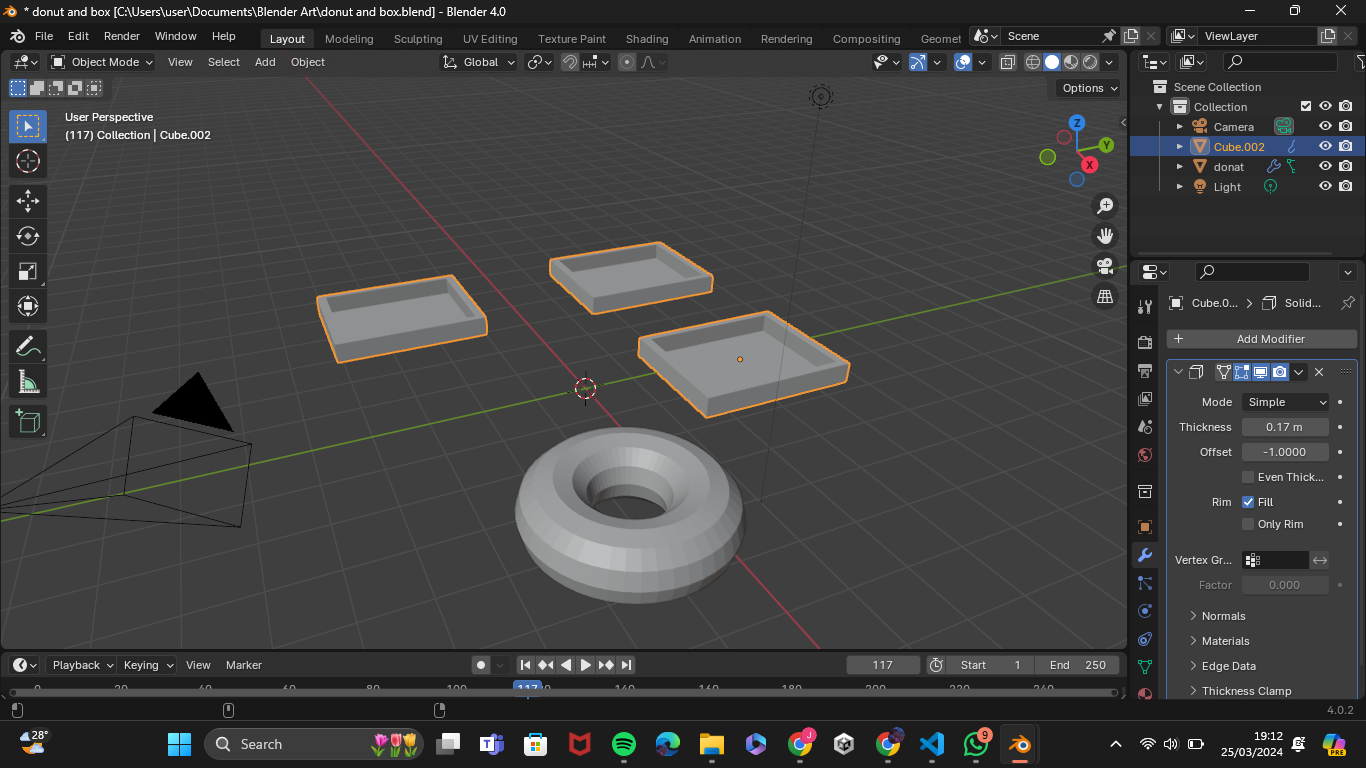 * donut and box [C:\Users\user\Documents\Blender Art\donut and box.blend] - Blender 4.0
File Edit Render Window Help Layout Modeling Sculpting UV Editing Texture Paint Shading Animation Rendering Compositing Geomet Scene ViewLayer
Object Mode View Select Add Object Global
Options
User Perspective
(117) Collection | Cube.002
Z
Y
X
Scene Collection
Collection
Camera
Cube.002
donat
Light
Cube.0... > Solid...
+ Add Modifier
Mode Simple
Thickness 0.17 m
Offset -1.0000
Even Thick...
Rim Fill
Only Rim
Vertex Gr...
Factor 0.000
Normals
Materials
Edge Data
Thickness Clamp
Playback Keying View Marker 117 Start 1 End 250
0 20 40 60 80 100 117 140 160 180 200 220 240
4.0.2
28° Search J 9 PRE
19:12
25/03/2024